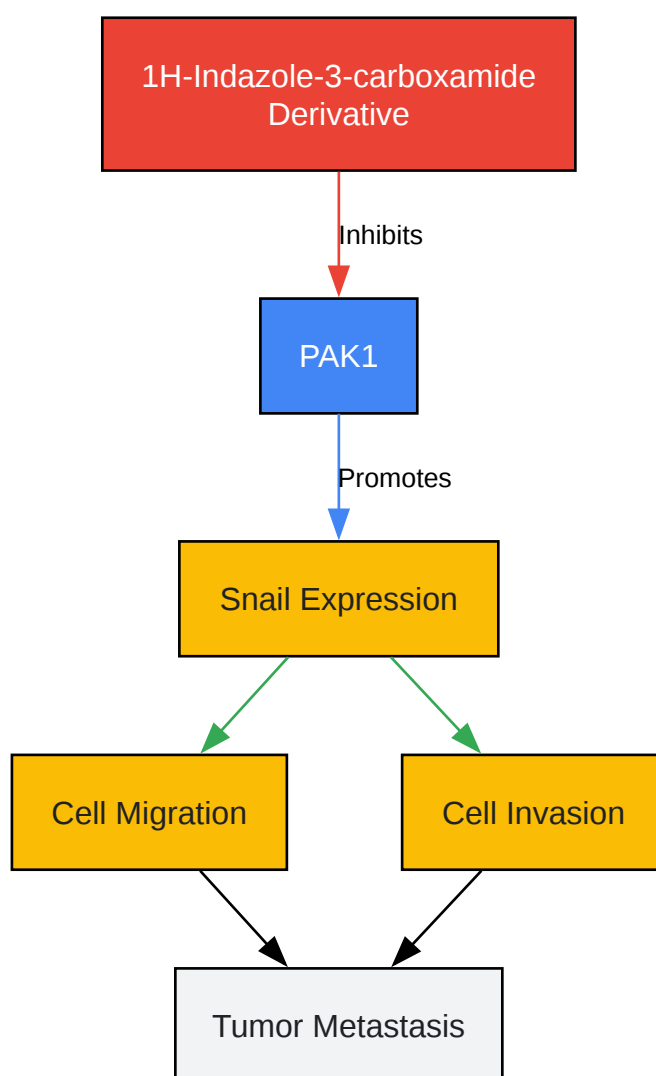 1H-Indazole-3-carboxamide
Derivative
Inhibits
PAK1
Promotes
Snail Expression
Cell Migration
Cell Invasion
Tumor Metastasis